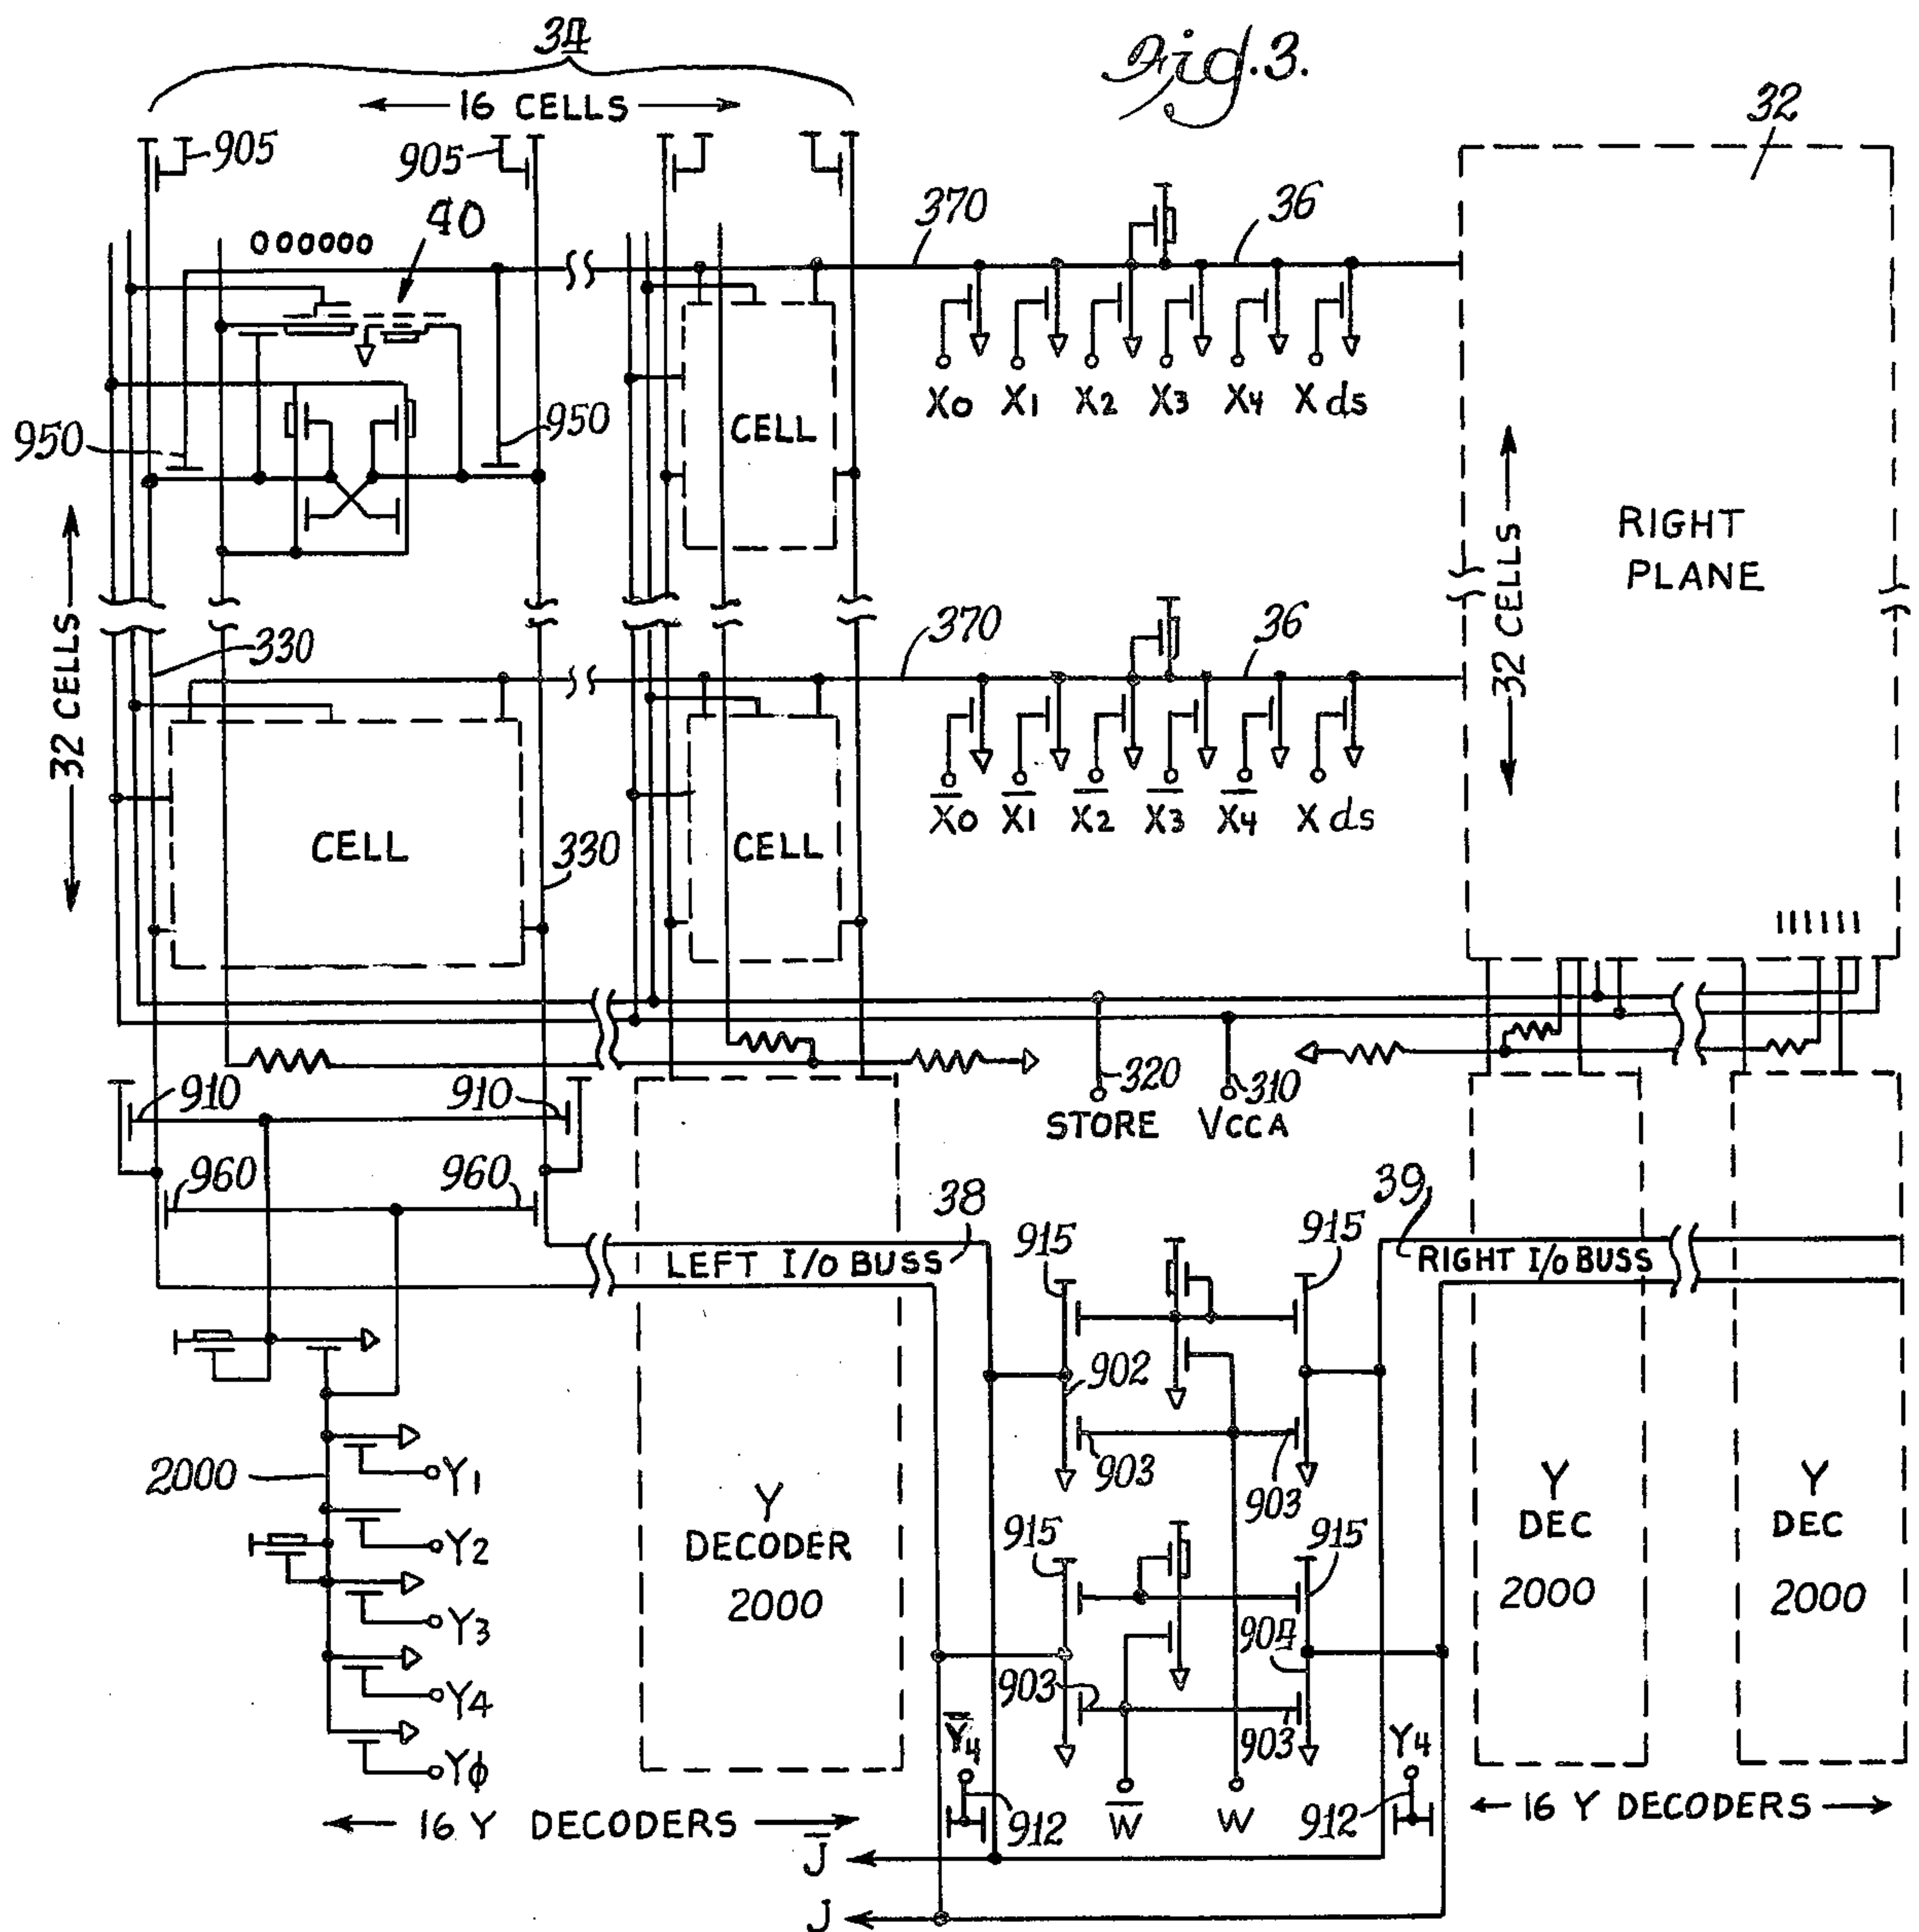 Fig. 3.
34
16 CELLS
32
905
905
40
000000
370
36
X0 X1 X2 X3 X4 X ds
CELL
950
950
32 CELLS
RIGHT
PLANE
32 CELLS
330
370
36
X̅0 X̅1 X̅2 X̅3 X̅4 X ds
CELL
CELL
330
111111
320
310
STORE VCCA
910
910
960
960
38
39
LEFT I/O BUSS
915
915
RIGHT I/O BUSS
902
903
903
2000
Y1
Y2
Y3
Y4
Yϕ
Y
DECODER
2000
915
915
904
903
903
Y
DEC
2000
Y
DEC
2000
Y̅4
Y4
912
W̅
W
912
16 Y DECODERS
16 Y DECODERS
J̅
J